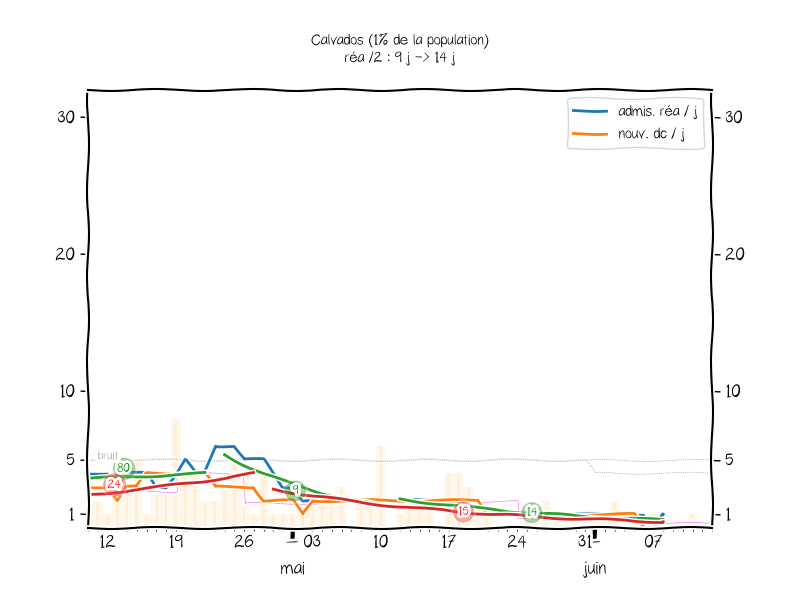 Calvados (1% de la population)
réa /2 : 9 j -> 14 j
admis. réa / j
nouv. dc / j
30
30
20
20
10
10
bruit
5
5
80
24
9
15
14
1
1
12 19 26 03 10 17 24 31 07
mai juin